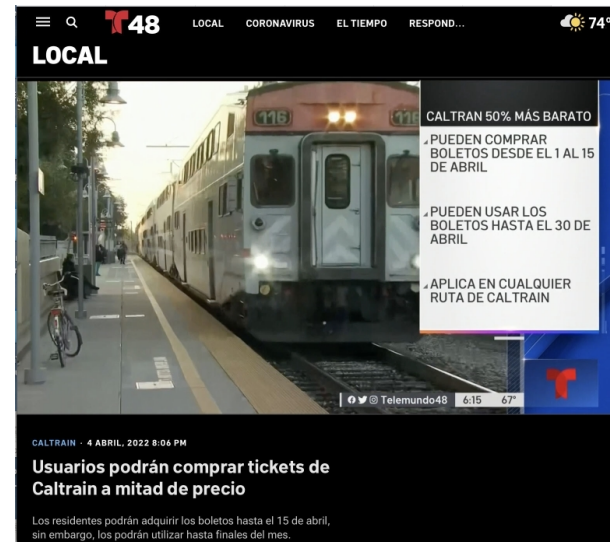 48
LOCAL CORONAVIRUS EL TIEMPO RESPOND... 74°
LOCAL
116 116
CALTRAN 50% MÁS BARATO
PUEDEN COMPRAR
BOLETOS DESDE EL 1 AL 15
DE ABRIL
PUEDEN USAR LOS
BOLETOS HASTA EL 30 DE
ABRIL
APLICA EN CUALQUIER
RUTA DE CALTRAIN
Telemundo48 6:15 67°
CALTRAIN · 4 ABRIL, 2022 8:06 PM
Usuarios podrán comprar tickets de
Caltrain a mitad de precio
Los residentes podrán adquirir los boletos hasta el 15 de abril,
sin embargo, los podrán utilizar hasta finales del mes.